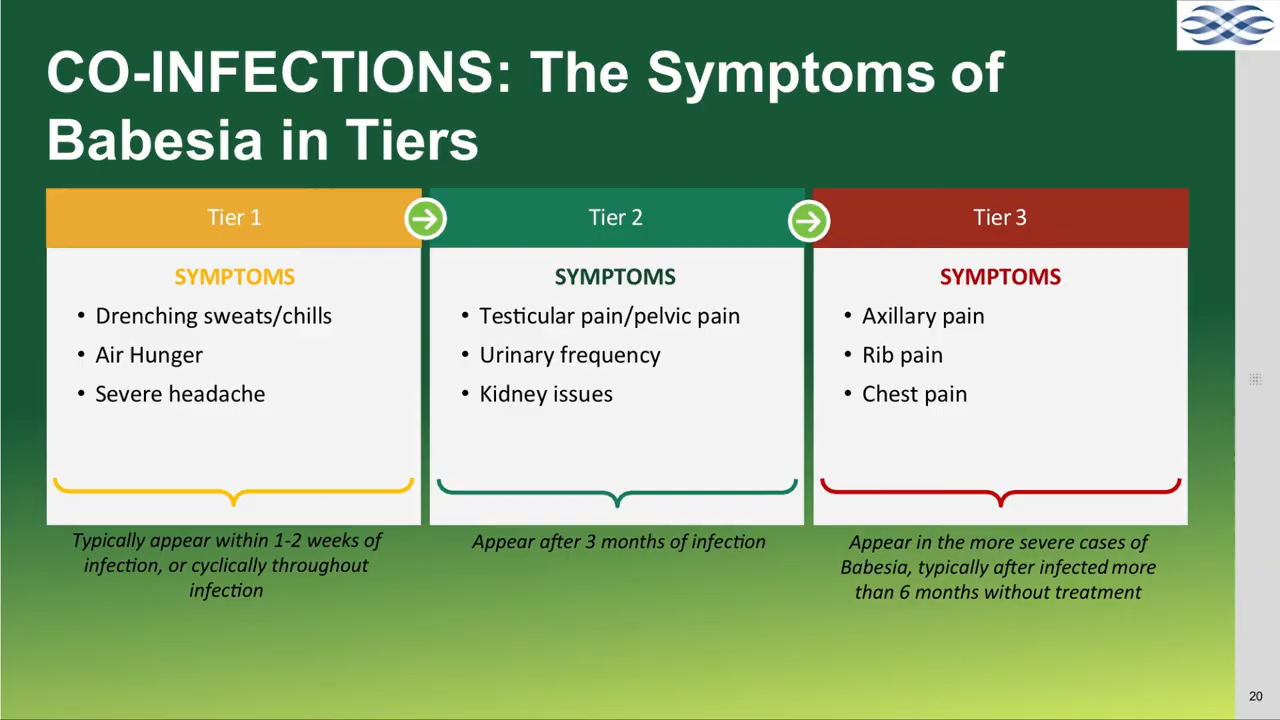 CO-INFECTIONS: The Symptoms of
Babesia in Tiers
Tier 1
SYMPTOMS
• Drenching sweats/chills
• Air Hunger
• Severe headache
Typically appear within 1-2 weeks of
infection, or cyclically throughout
infection
Tier 2
SYMPTOMS
• Testicular pain/pelvic pain
• Urinary frequency
• Kidney issues
Appear after 3 months of infection
Tier 3
SYMPTOMS
• Axillary pain
• Rib pain
• Chest pain
Appear in the more severe cases of
Babesia, typically after infected more
than 6 months without treatment
20